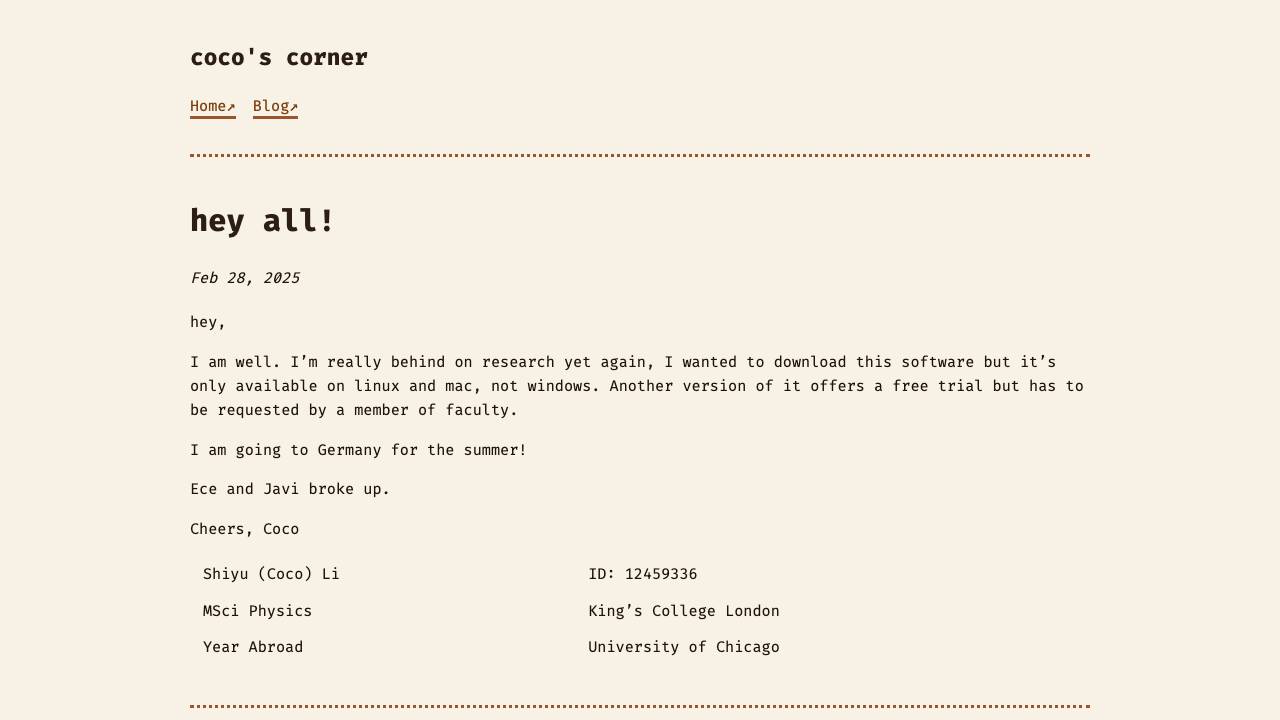 coco's corner
Home↗ Blog↗
hey all!
Feb 28, 2025
hey,
I am well. I’m really behind on research yet again, I wanted to download this software but it’s
only available on linux and mac, not windows. Another version of it offers a free trial but has to
be requested by a member of faculty.
I am going to Germany for the summer!
Ece and Javi broke up.
Cheers, Coco
Shiyu (Coco) Li ID: 12459336
MSci Physics King’s College London
Year Abroad University of Chicago